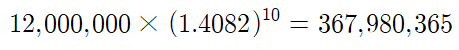 12,000,000 × (1.4082)¹⁰ = 367,980,365